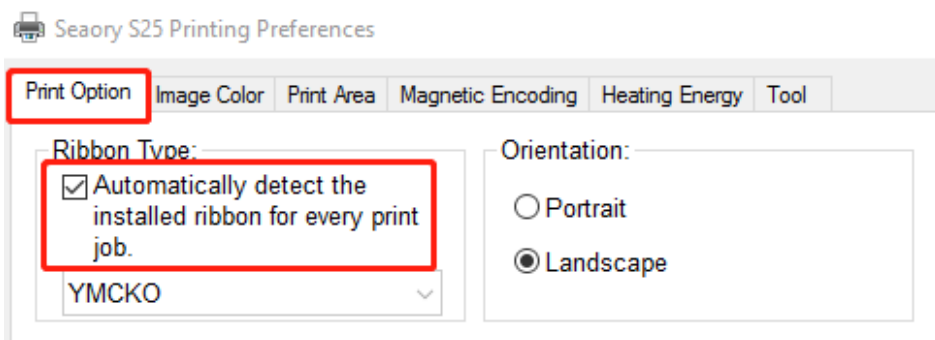 Seaory S25 Printing Preferences
Print Option Image Color Print Area Magnetic Encoding Heating Energy Tool
Ribbon Type:
Automatically detect the
installed ribbon for every print
job.
YMCKO
Orientation:
Portrait
Landscape